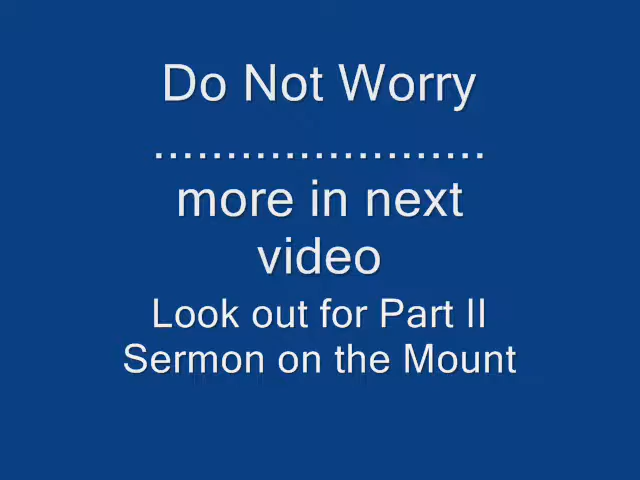 Do Not Worry
.......................
more in next
video
Look out for Part II
Sermon on the Mount